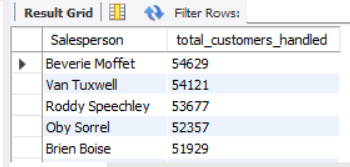 Result Grid Filter Rows:
Salesperson total_customers_handled
Beverie Moffet 54629
Van Tuxwell 54121
Roddy Speechley 53677
Oby Sorrel 52357
Brien Boise 51929